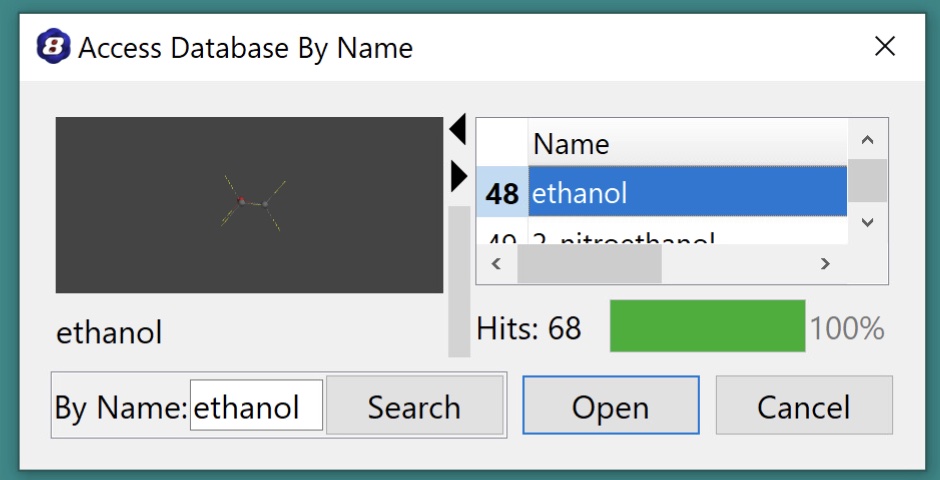 8 Access Database By Name
Name
48 ethanol
49 2-nitroethanol
ethanol
Hits: 68 100%
By Name: ethanol Search Open Cancel